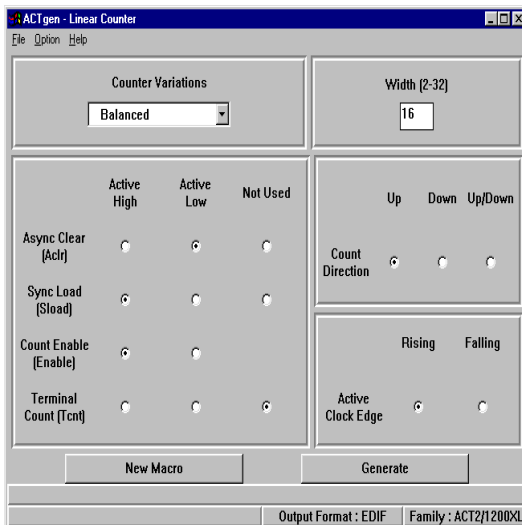 ACTgen - Linear Counter
File Option Help
Counter Variations
Balanced
Width (2-32)
16
Active High
Active Low
Not Used
Async Clear (Aclr)
Sync Load (Sload)
Count Enable (Enable)
Terminal Count (Tcnt)
Up Down Up/Down
Count Direction
Rising Falling
Active Clock Edge
New Macro
Generate
Output Format : EDIF
Family : ACT2/1200XL